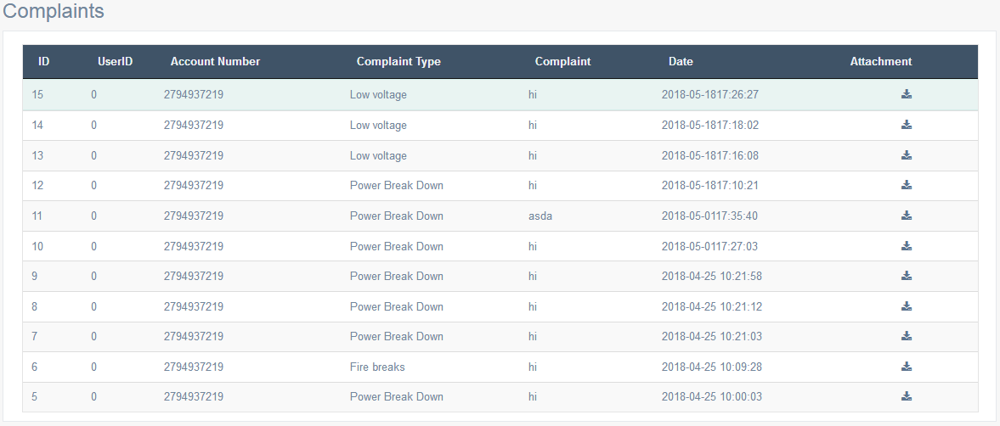 Complaints
ID UserID Account Number Complaint Type Complaint Date Attachment
15 0 2794937219 Low voltage hi 2018-05-1817:26:27
14 0 2794937219 Low voltage hi 2018-05-1817:18:02
13 0 2794937219 Low voltage hi 2018-05-1817:16:08
12 0 2794937219 Power Break Down hi 2018-05-1817:10:21
11 0 2794937219 Power Break Down asda 2018-05-0117:35:40
10 0 2794937219 Power Break Down hi 2018-05-0117:27:03
9 0 2794937219 Power Break Down hi 2018-04-25 10:21:58
8 0 2794937219 Power Break Down hi 2018-04-25 10:21:12
7 0 2794937219 Power Break Down hi 2018-04-25 10:21:03
6 0 2794937219 Fire breaks hi 2018-04-25 10:09:28
5 0 2794937219 Power Break Down hi 2018-04-25 10:00:03